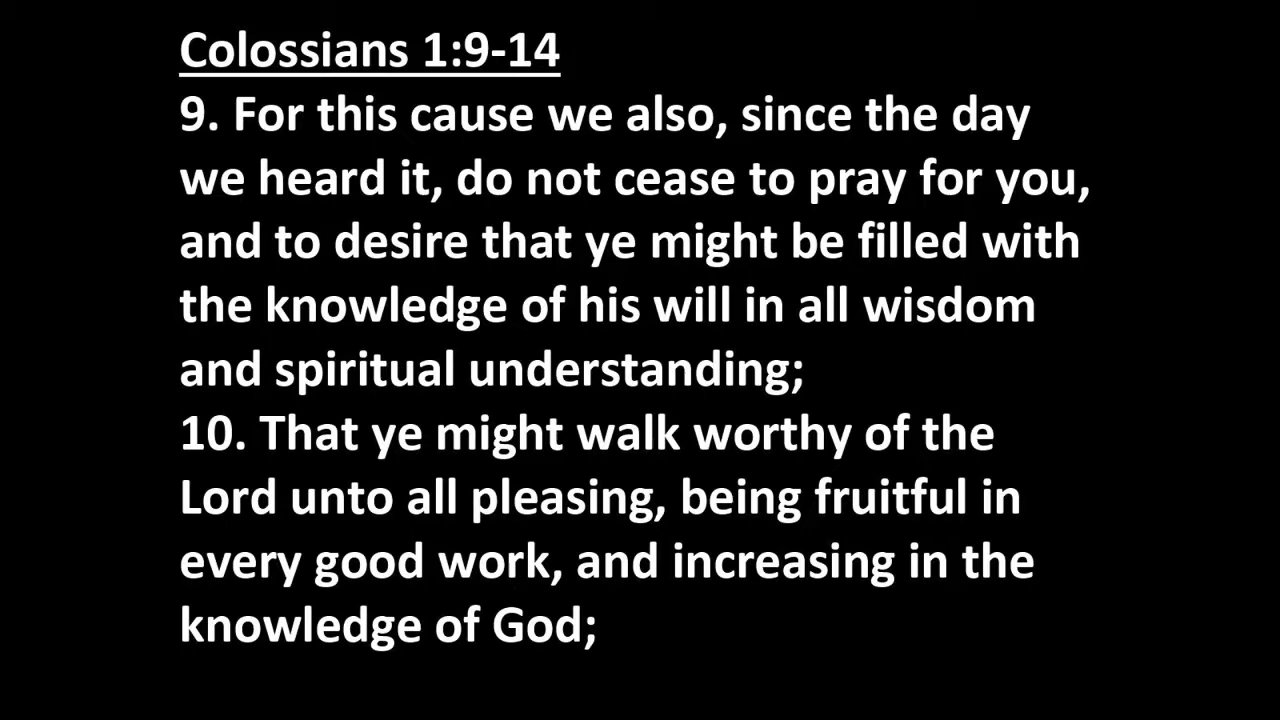 Colossians 1:9-14
9. For this cause we also, since the day
we heard it, do not cease to pray for you,
and to desire that ye might be filled with
the knowledge of his will in all wisdom
and spiritual understanding;
10. That ye might walk worthy of the
Lord unto all pleasing, being fruitful in
every good work, and increasing in the
knowledge of God;